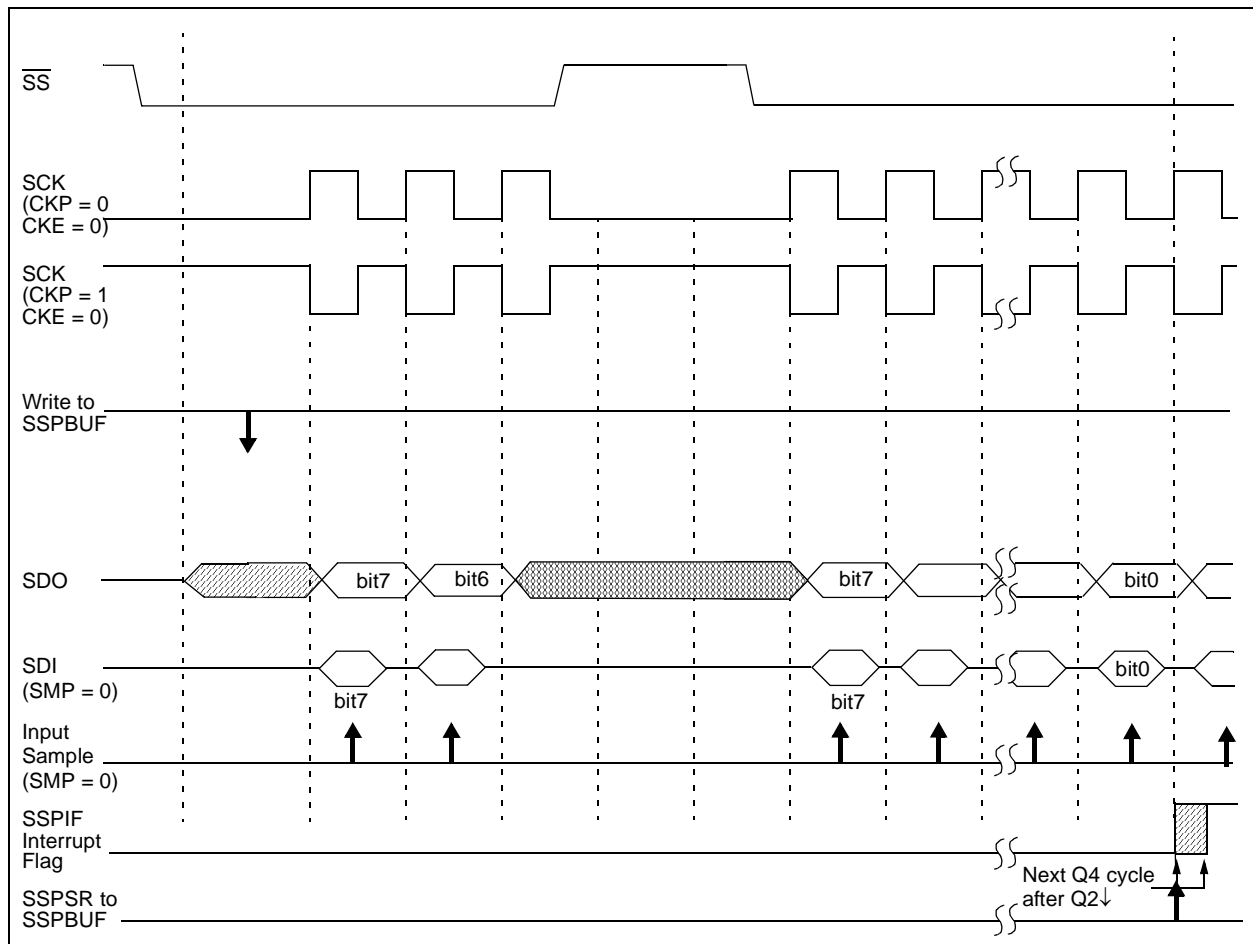 SS
SCK
(CKP = 0
CKE = 0)
SCK
(CKP = 1
CKE = 0)
Write to
SSPBUF
SDO
bit7
bit6
bit7
bit0
SDI
(SMP = 0)
bit7
bit7
bit0
Input
Sample
(SMP = 0)
SSPIF
Interrupt
Flag
Next Q4 cycle
after Q2↓
SSPSR to
SSPBUF